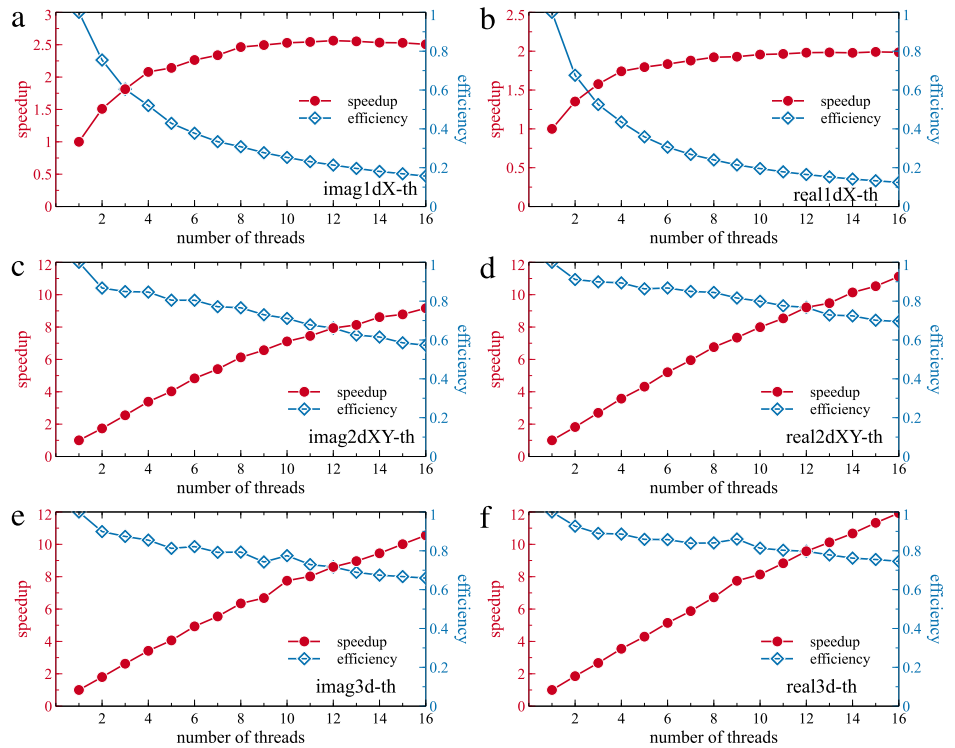 a
3
2.5
2
1.5
1
0.5
0
speedup
1
0.8
0.6
0.4
0.2
0
efficiency
speedup
efficiency
imag1dX-th
2 4 6 8 10 12 14 16
number of threads
b
2.5
2
1.5
1
0.5
0
speedup
1
0.8
0.6
0.4
0.2
0
efficiency
speedup
efficiency
real1dX-th
2 4 6 8 10 12 14 16
number of threads
c
12
10
8
6
4
2
0
speedup
1
0.8
0.6
0.4
0.2
0
efficiency
speedup
efficiency
imag2dXY-th
2 4 6 8 10 12 14 16
number of threads
d
12
10
8
6
4
2
0
speedup
1
0.8
0.6
0.4
0.2
0
efficiency
speedup
efficiency
real2dXY-th
2 4 6 8 10 12 14 16
number of threads
e
12
10
8
6
4
2
0
speedup
1
0.8
0.6
0.4
0.2
0
efficiency
speedup
efficiency
imag3d-th
2 4 6 8 10 12 14 16
number of threads
f
12
10
8
6
4
2
0
speedup
1
0.8
0.6
0.4
0.2
0
efficiency
speedup
efficiency
real3d-th
2 4 6 8 10 12 14 16
number of threads